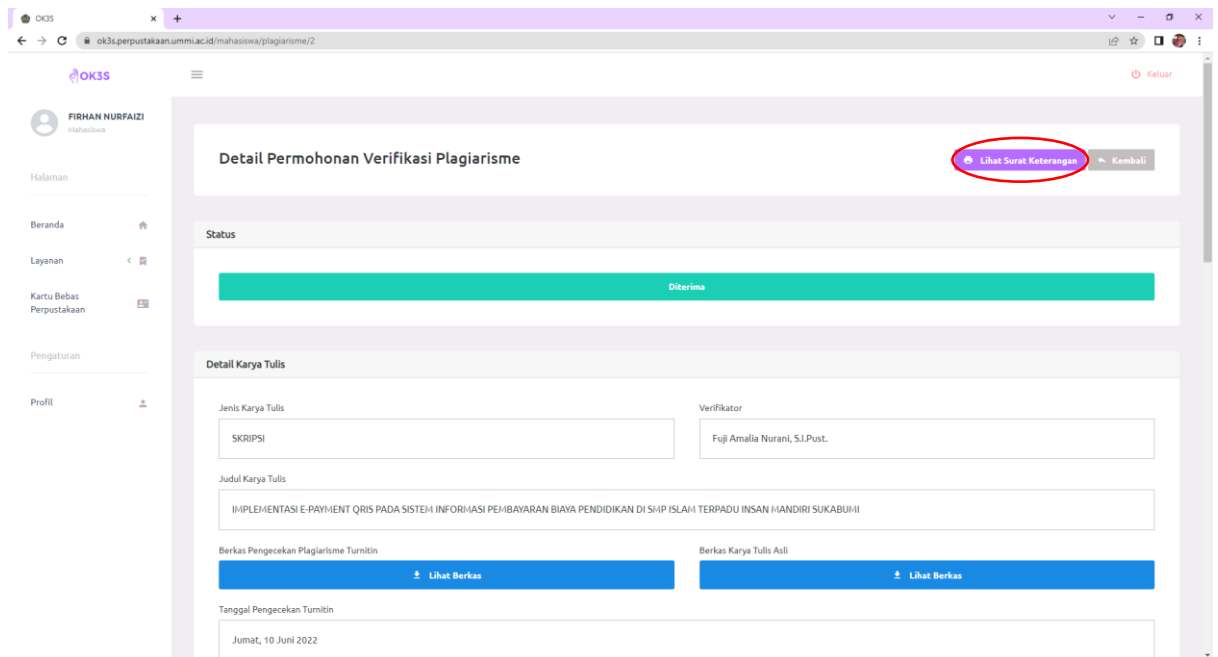 OK3S
ok3s.perpustakaan.ummi.ac.id/mahasiswa/plagiarisme/2
OK3S
Keluar
FIRHAN NURFAIZI
Mahasiswa
Detail Permohonan Verifikasi Plagiarisme
Lihat Surat Keterangan
Kembali
Halaman
Beranda
Layanan
Kartu Bebas
Perpustakaan
Pengaturan
Profil
Status
Diterima
Detail Karya Tulis
Jenis Karya Tulis
Verifikator
SKRIPSI
Fuji Amalia Nurani, S.I.Pust.
Judul Karya Tulis
IMPLEMENTASI E-PAYMENT QRIS PADA SISTEM INFORMASI PEMBAYARAN BIAYA PENDIDIKAN DI SMP ISLAM TERPADU INSAN MANDIRI SUKABUMI
Berkas Pengecekan Plagiarisme Turnitin
Berkas Karya Tulis Asli
Lihat Berkas
Lihat Berkas
Tanggal Pengecekan Turnitin
Jumat, 10 Juni 2022